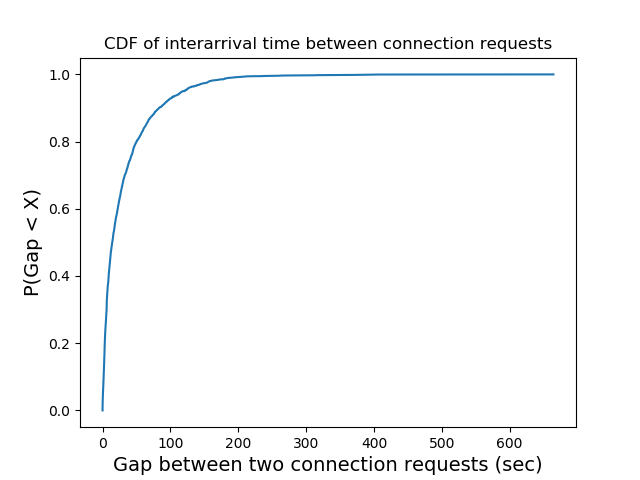 CDF of interarrival time between connection requests
1.0
0.8
0.6
0.4
0.2
0.0
P(Gap < X)
0 100 200 300 400 500 600
Gap between two connection requests (sec)